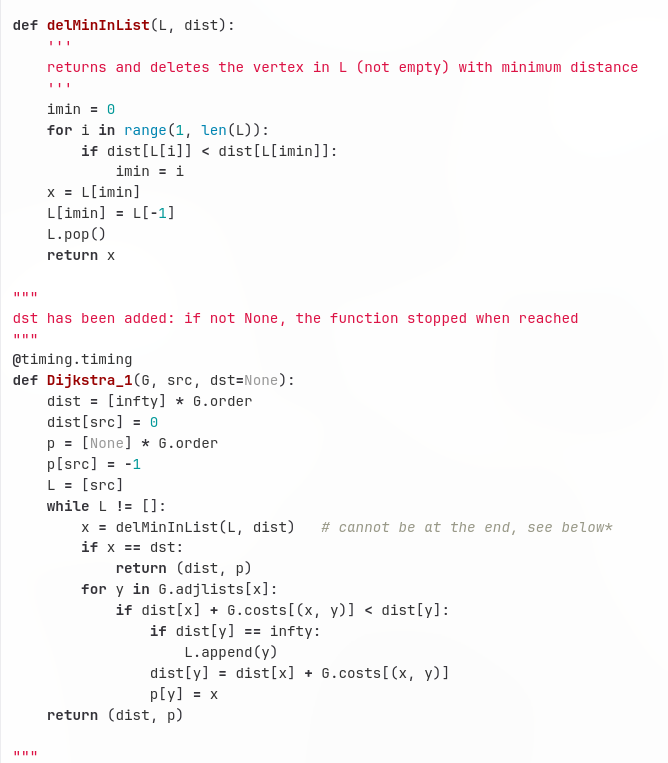 def delMinInList(L, dist):
    '''
    returns and deletes the vertex in L (not empty) with minimum distance
    '''
    imin = 0
    for i in range(1, len(L)):
        if dist[L[i]] < dist[L[imin]]:
            imin = i
    x = L[imin]
    L[imin] = L[-1]
    L.pop()
    return x

"""
dst has been added: if not None, the function stopped when reached
"""
@timing.timing
def Dijkstra_1(G, src, dst=None):
    dist = [infty] * G.order
    dist[src] = 0
    p = [None] * G.order
    p[src] = -1
    L = [src]
    while L != []:
        x = delMinInList(L, dist)   # cannot be at the end, see below*
        if x == dst:
            return (dist, p)
        for y in G.adjlists[x]:
            if dist[x] + G.costs[(x, y)] < dist[y]:
                if dist[y] == infty:
                    L.append(y)
                dist[y] = dist[x] + G.costs[(x, y)]
                p[y] = x
    return (dist, p)

"""